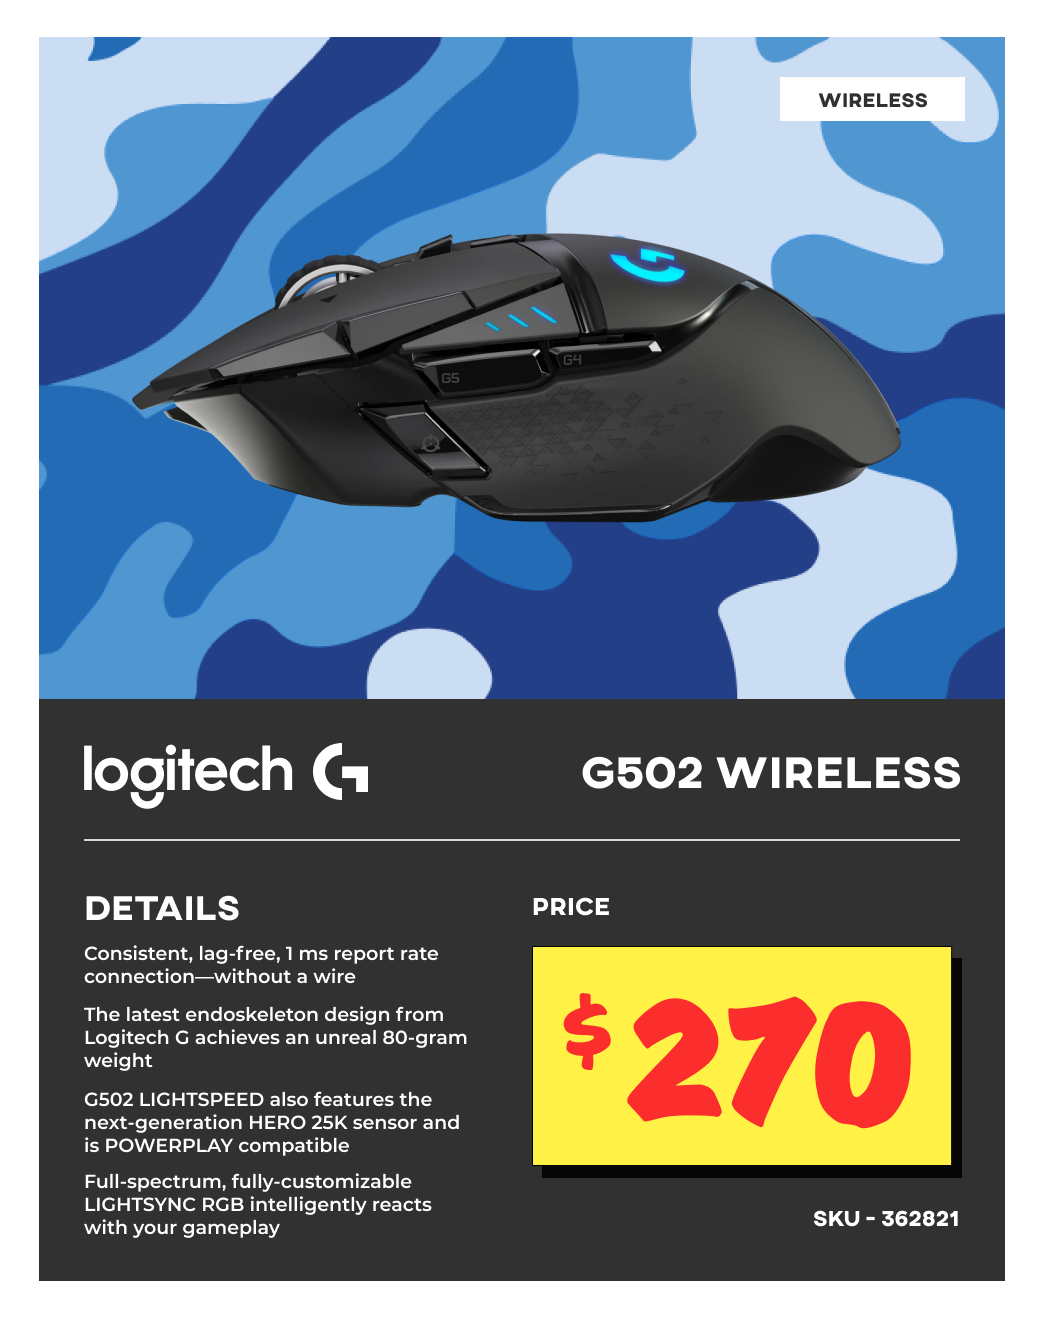 WIRELESS
G5
G4
logitech G
G502 WIRELESS
DETAILS
Consistent, lag-free, 1 ms report rate
connection—without a wire
The latest endoskeleton design from
Logitech G achieves an unreal 80-gram
weight
G502 LIGHTSPEED also features the
next-generation HERO 25K sensor and
is POWERPLAY compatible
Full-spectrum, fully-customizable
LIGHTSYNC RGB intelligently reacts
with your gameplay
PRICE
$270
SKU - 362821